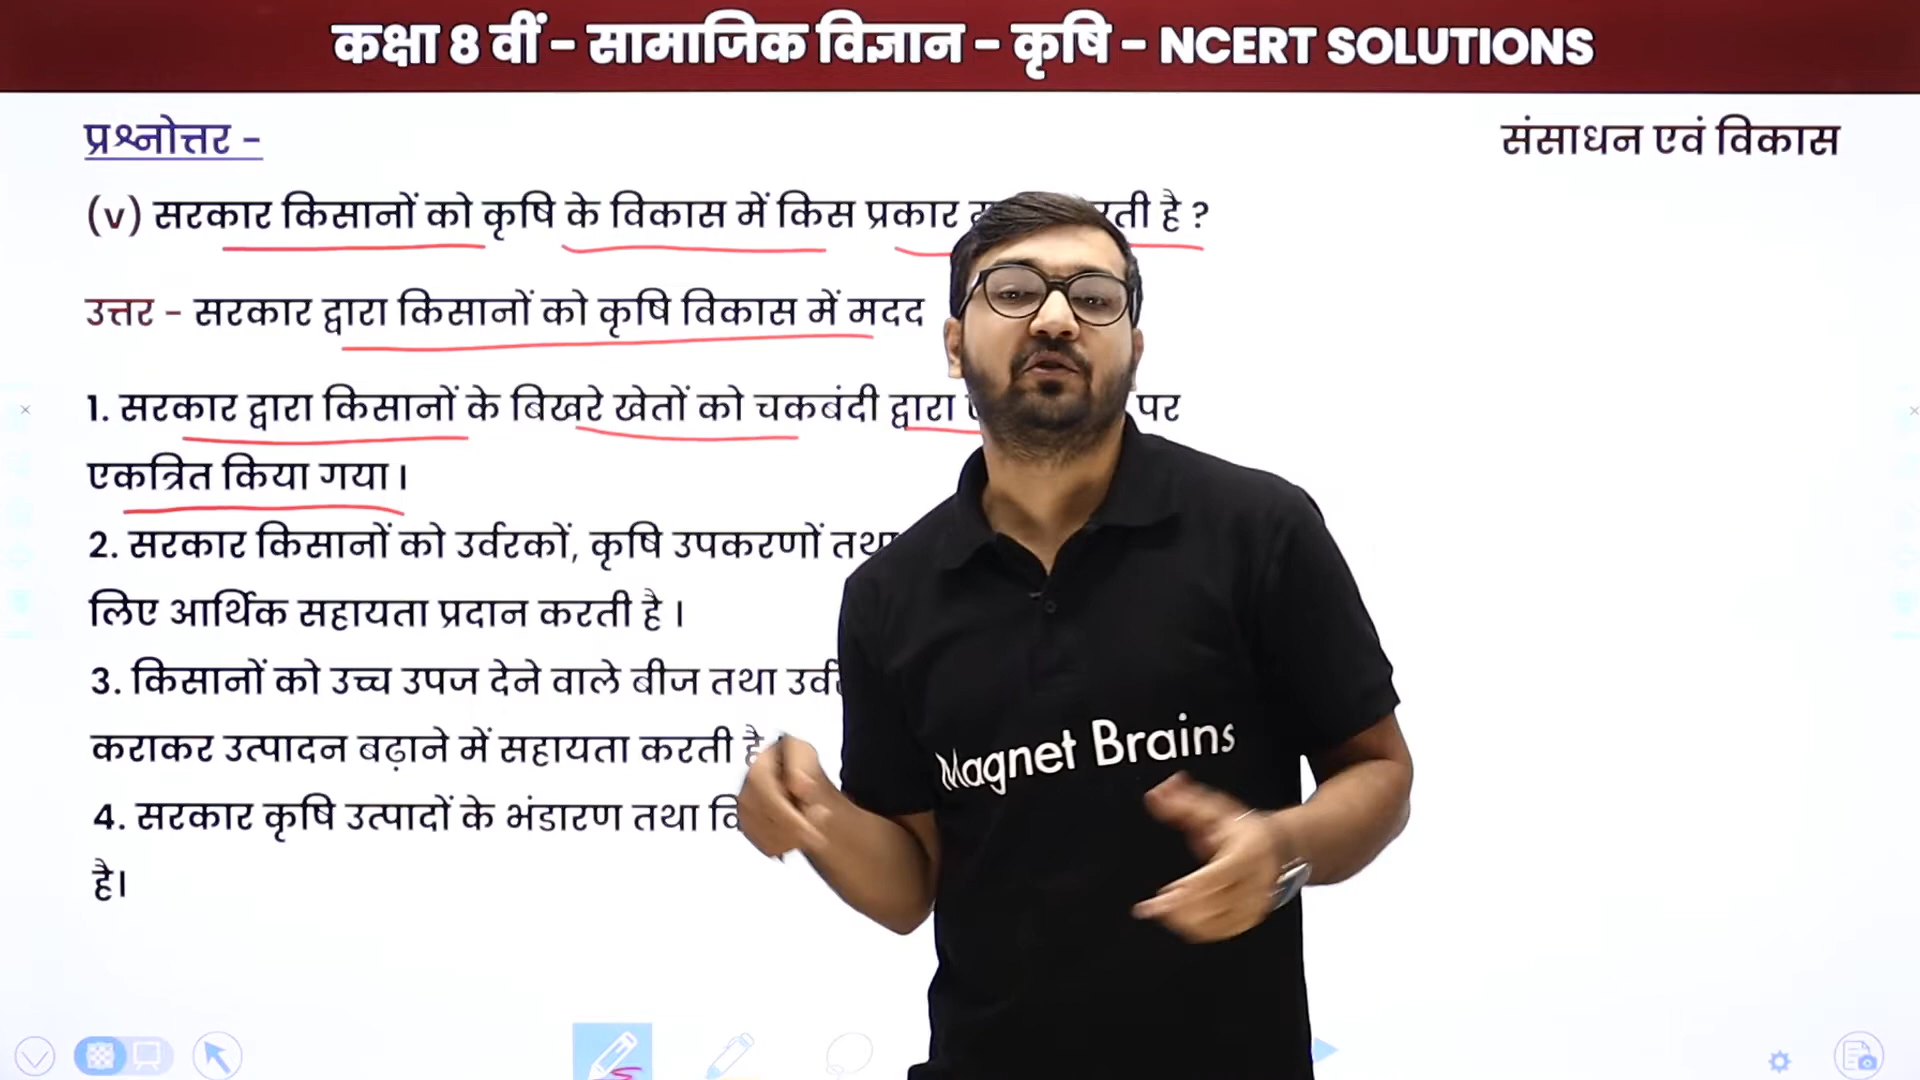 कक्षा 8 वीं - सामाजिक विज्ञान - कृषि - NCERT SOLUTIONS
प्रश्नोत्तर -
संसाधन एवं विकास
(v) सरकार किसानों को कृषि के विकास में किस प्रकार है ?
उत्तर - सरकार द्वारा किसानों को कृषि विकास में मदद
1. सरकार द्वारा किसानों के बिखरे खेतों को चकबंदी द्वारा पर
एकत्रित किया गया।
2. सरकार किसानों को उर्वरकों, कृषि उपकरणों तथा
लिए आर्थिक सहायता प्रदान करती है ।
3. किसानों को उच्च उपज देने वाले बीज तथा
कराकर उत्पादन बढ़ाने में सहायता करती है
4. सरकार कृषि उत्पादों के भंडारण तथा
है।
Magnet Brains